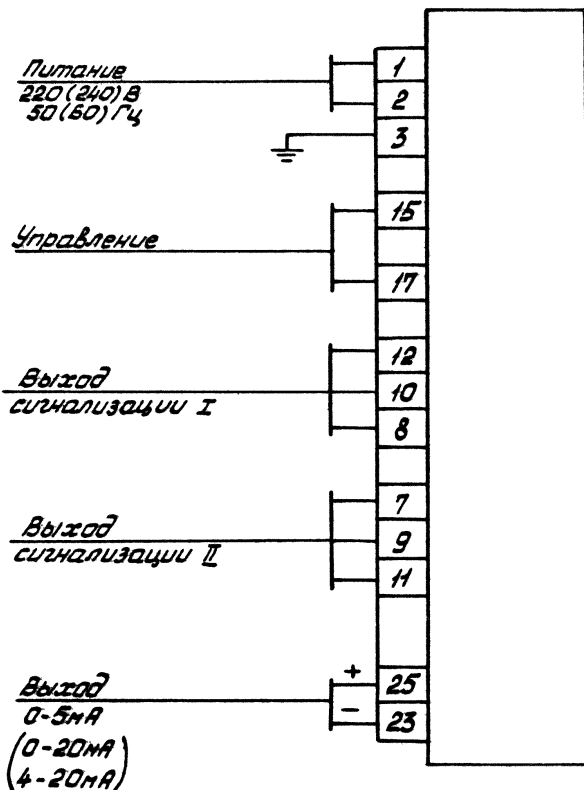 Питание
220 (240) В
50 (60) Гц
1
2
3
Управление
15
17
Выход
сигнализации I
12
10
8
Выход
сигнализации II
7
9
11
Выход
0-5мА
(0-20мА
4-20мА)
+
25
−
23